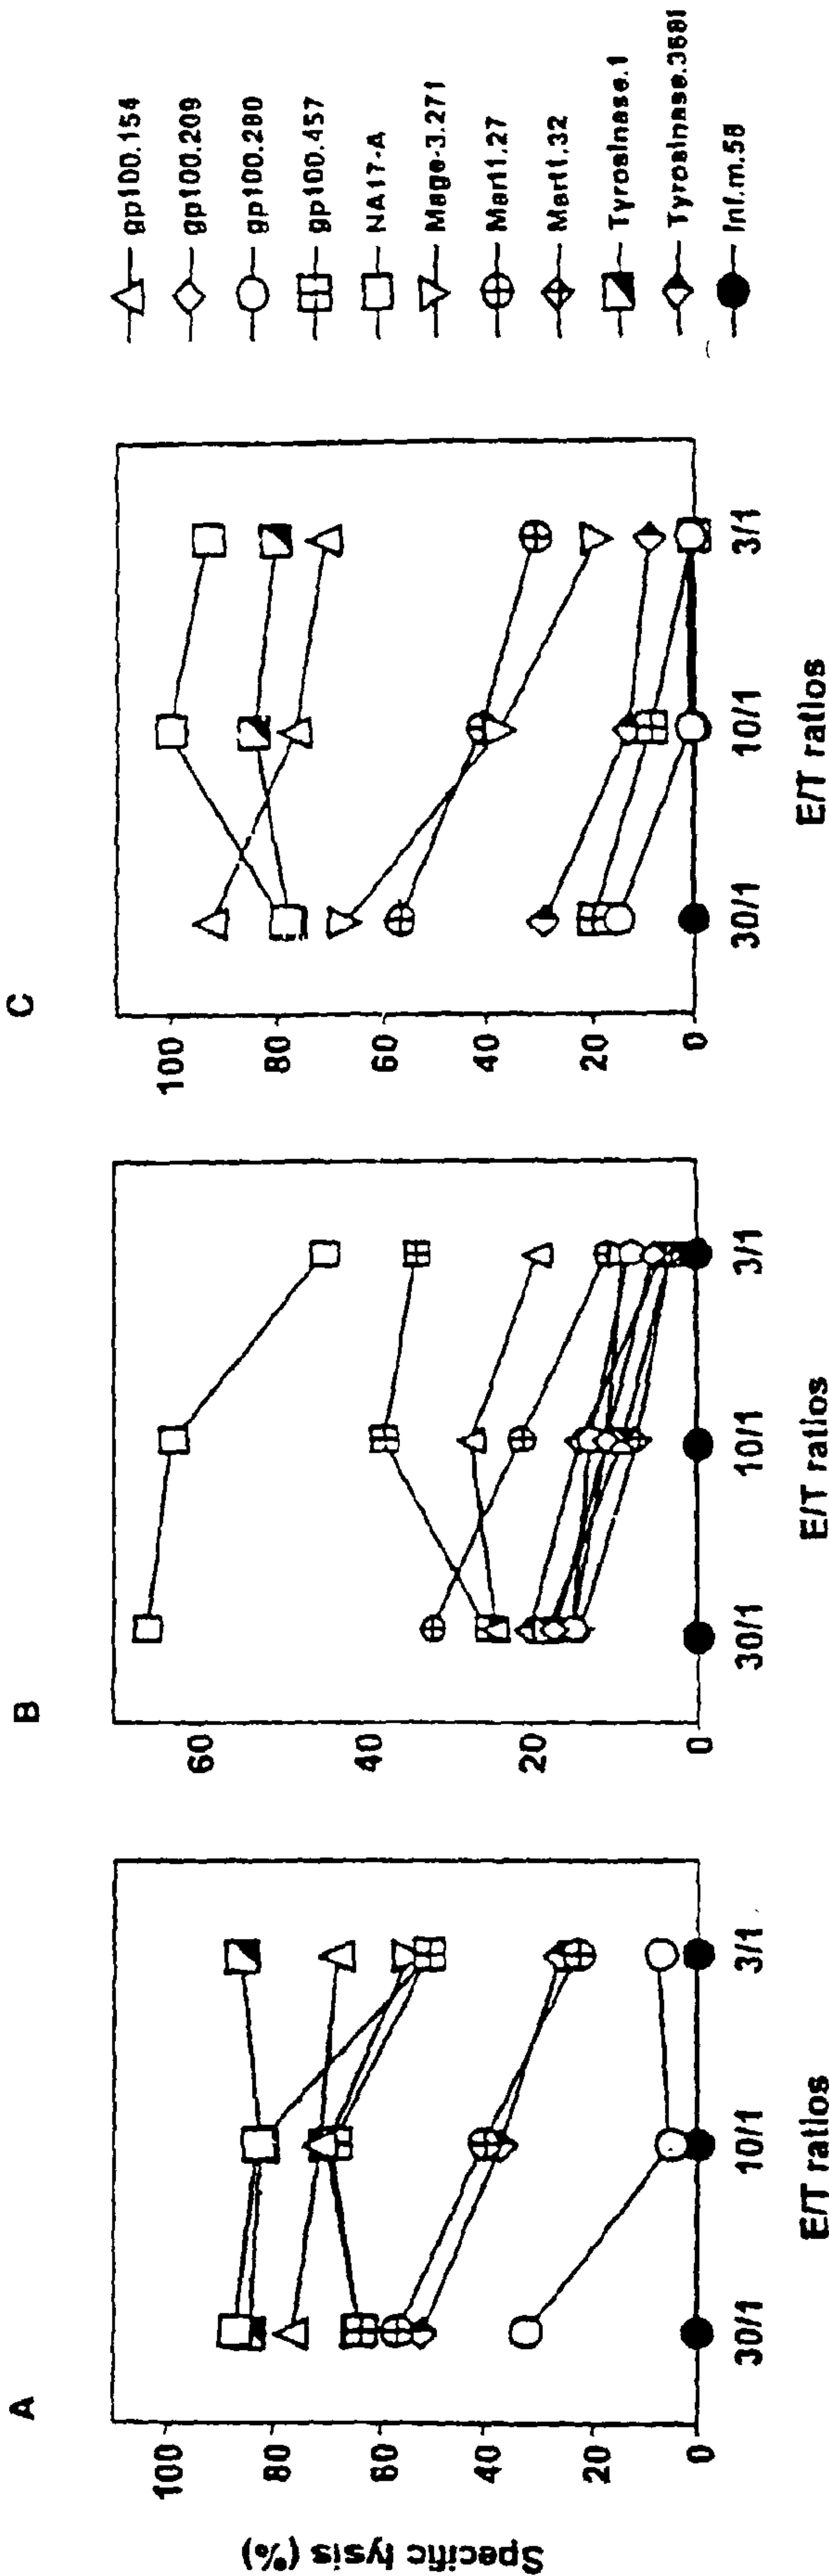 A
Specific lysis (%)
100
80
60
40
20
0
30/1
10/1
3/1
E/T ratios
B
60
40
20
0
30/1
10/1
3/1
E/T ratios
C
100
80
60
40
20
0
30/1
10/1
3/1
E/T ratios
gp100.154
gp100.209
gp100.280
gp100.457
NA17-A
Mage-3.271
Mart1.27
Mart1.32
Tyrosinase.1
Tyrosinase.368l
Inf.m.58